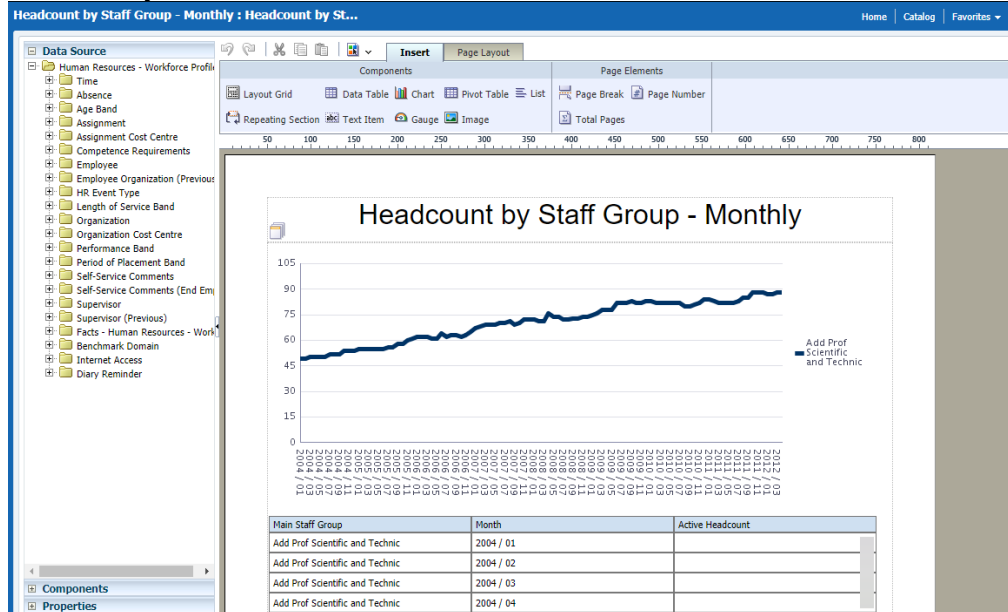 Headcount by Staff Group - Monthly : Headcount by St...
Home Catalog Favorites
Data Source
Human Resources - Workforce Profile
Time
Absence
Age Band
Assignment
Assignment Cost Centre
Competence Requirements
Employee
Employee Organization (Previous
HR Event Type
Length of Service Band
Organization
Organization Cost Centre
Performance Band
Period of Placement Band
Self-Service Comments
Self-Service Comments (End Em
Supervisor
Supervisor (Previous)
Facts - Human Resources - Work
Benchmark Domain
Internet Access
Diary Reminder
Components
Properties
Insert Page Layout
Components Page Elements
Layout Grid Data Table Chart Pivot Table List Page Break Page Number
Repeating Section abc Text Item Gauge Image Total Pages
50 100 150 200 250 300 350 400 450 500 550 600 650 700 750 800
Headcount by Staff Group - Monthly
105
90
75
60
45
30
15
0
Add Prof
Scientific
and Technic
2004 / 01
2004 / 03
2004 / 05
2004 / 07
2004 / 09
2004 / 11
2005 / 01
2005 / 03
2005 / 05
2005 / 07
2005 / 09
2005 / 11
2006 / 01
2006 / 03
2006 / 05
2006 / 07
2006 / 09
2006 / 11
2007 / 01
2007 / 03
2007 / 05
2007 / 07
2007 / 09
2007 / 11
2008 / 01
2008 / 03
2008 / 05
2008 / 07
2008 / 09
2008 / 11
2009 / 01
2009 / 03
2009 / 05
2009 / 07
2009 / 09
2009 / 11
2010 / 01
2010 / 03
2010 / 05
2010 / 07
2010 / 09
2010 / 11
2011 / 01
2011 / 03
2011 / 05
2011 / 07
2011 / 09
2011 / 11
2012 / 01
2012 / 03
Main Staff Group Month Active Headcount
Add Prof Scientific and Technic 2004 / 01
Add Prof Scientific and Technic 2004 / 02
Add Prof Scientific and Technic 2004 / 03
Add Prof Scientific and Technic 2004 / 04